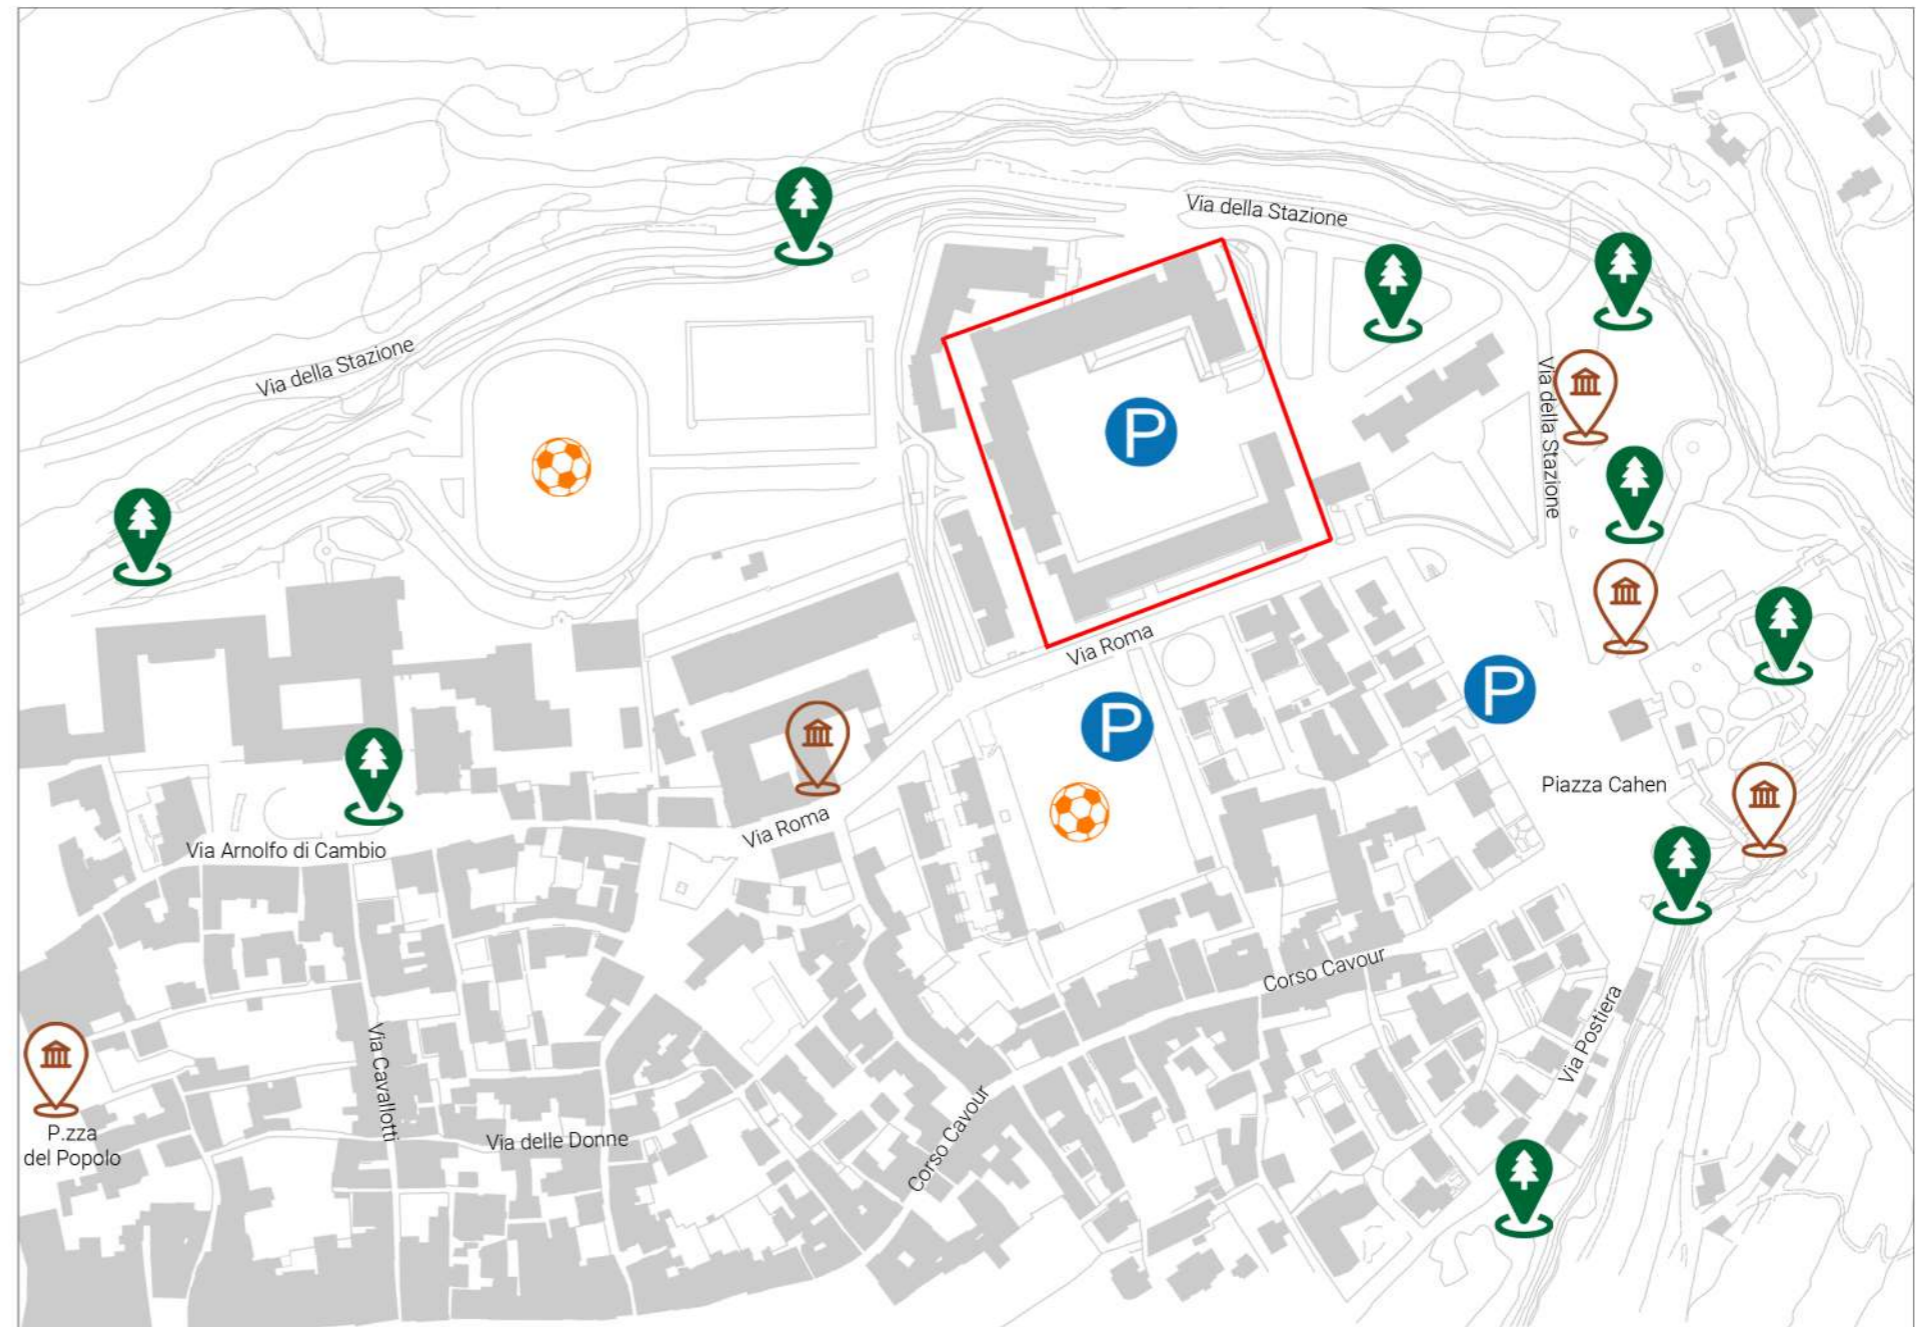 Via della Stazione
Via della Stazione
Via della Stazione
P
Via Roma
P
P
Piazza Cahen
Via Roma
Via Arnolfo di Cambio
Corso Cavour
Via Postiera
Via Cavallotti
Corso Cavour
P.zza
del Popolo
Via delle Donne